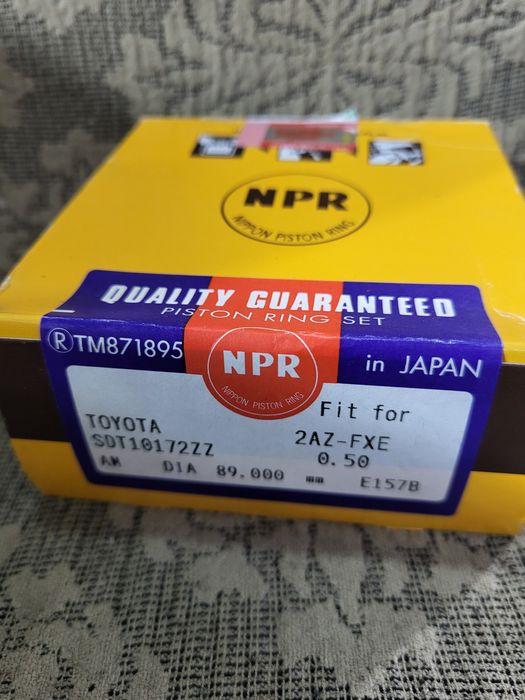 NPR
NIPPON PISTON RING
QUALITY GUARANTEED
PISTON RING SET
®TM871895
NPR
NIPPON PISTON RING
in JAPAN
Fit for
TOYOTA
2AZ-FXE
SDT10172ZZ
0.50
AM DIA 89.000 mm E157B